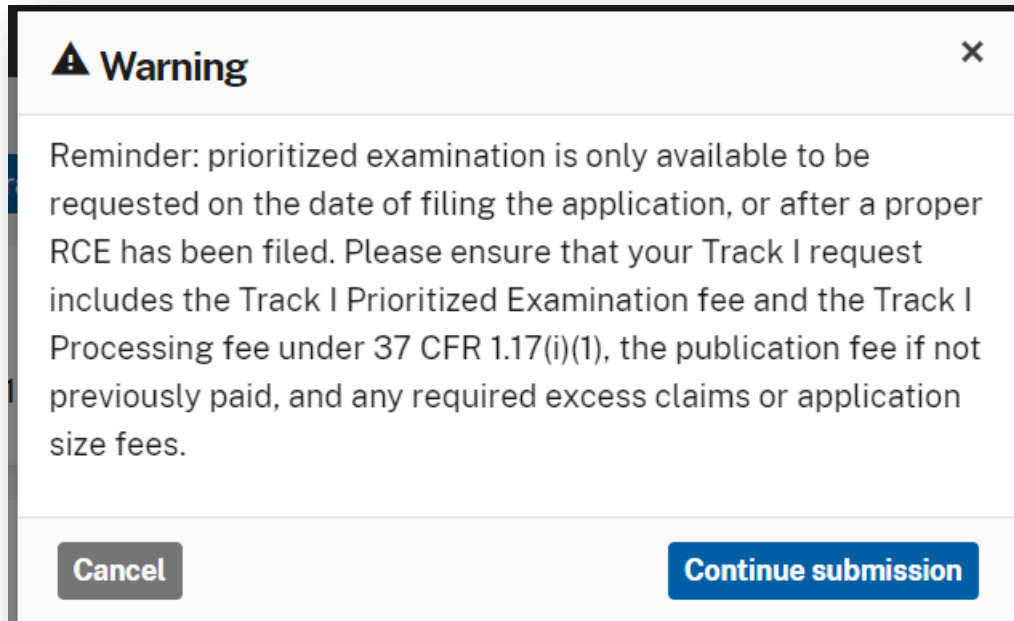 Warning
Reminder: prioritized examination is only available to be
requested on the date of filing the application, or after a proper
RCE has been filed. Please ensure that your Track I request
includes the Track I Prioritized Examination fee and the Track I
Processing fee under 37 CFR 1.17(i)(1), the publication fee if not
previously paid, and any required excess claims or application
size fees.
Cancel
Continue submission